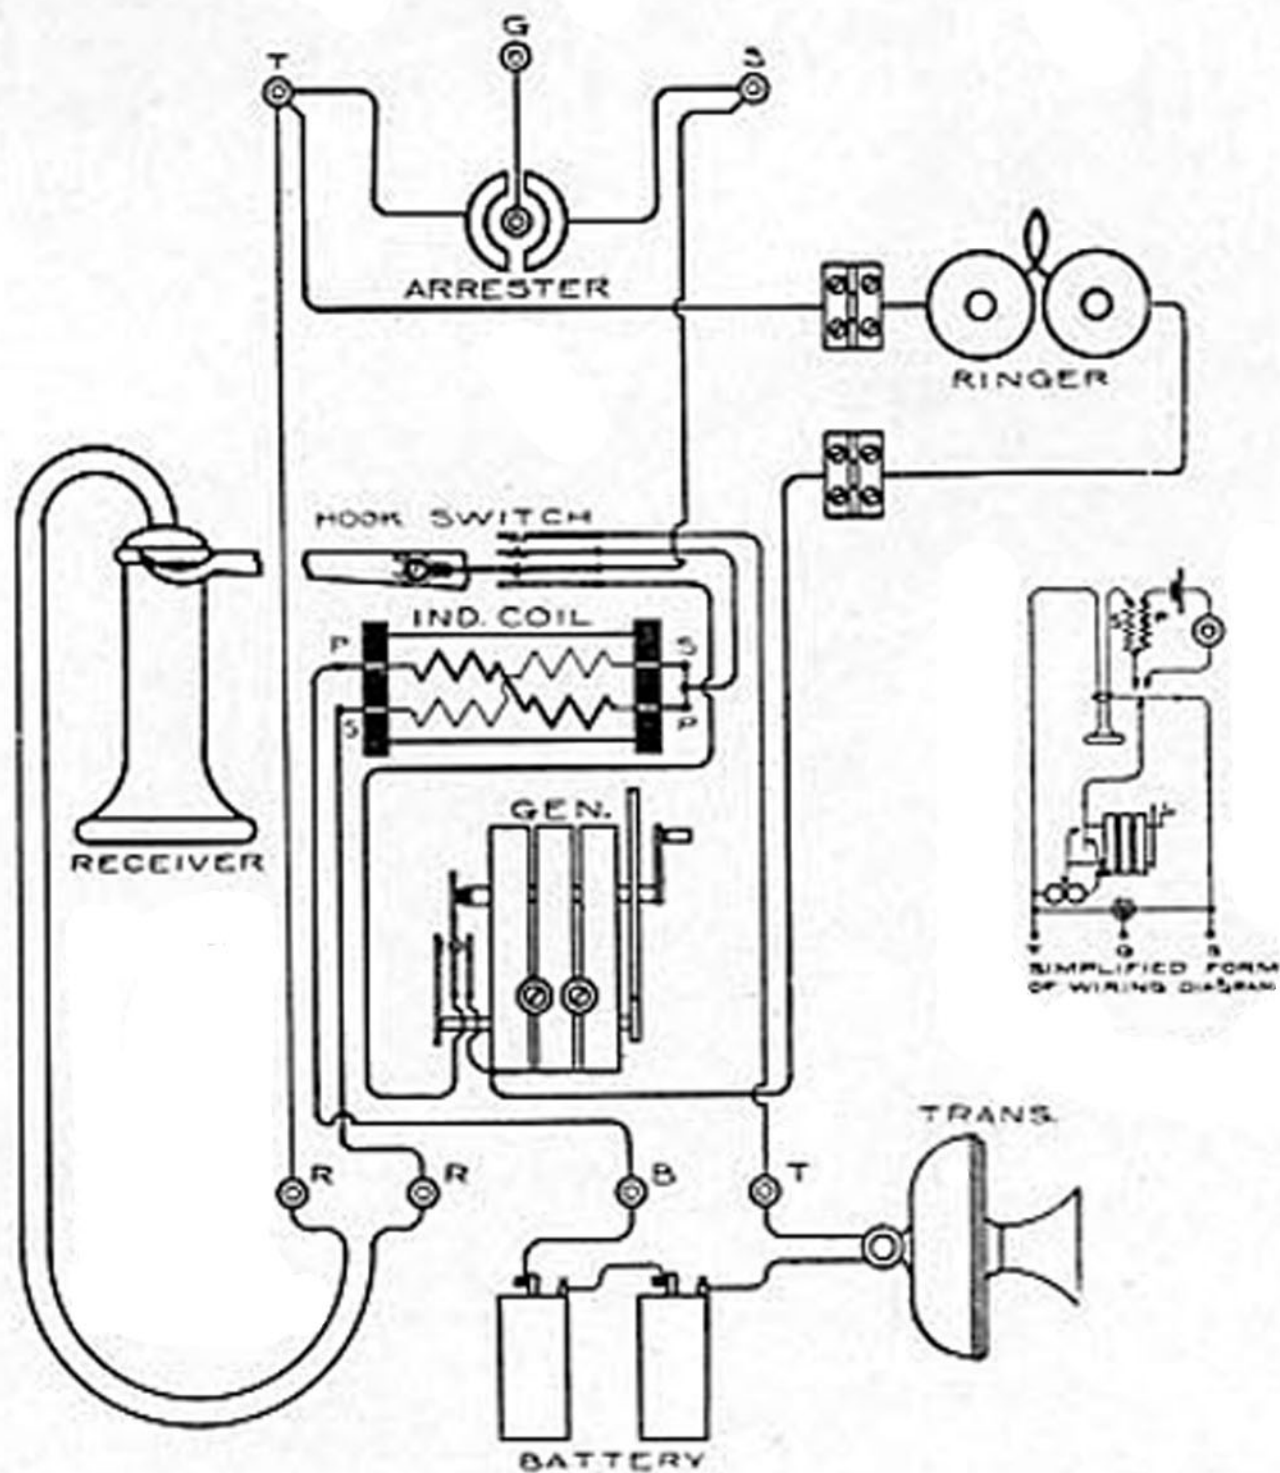 T
G
S
ARRESTER
RINGER
HOOK SWITCH
IND. COIL
P
S
S
P
GEN.
RECEIVER
S
P
T
G
S
SIMPLIFIED FORM
OF WIRING DIAGRAM
TRANS.
R
R
B
T
BATTERY